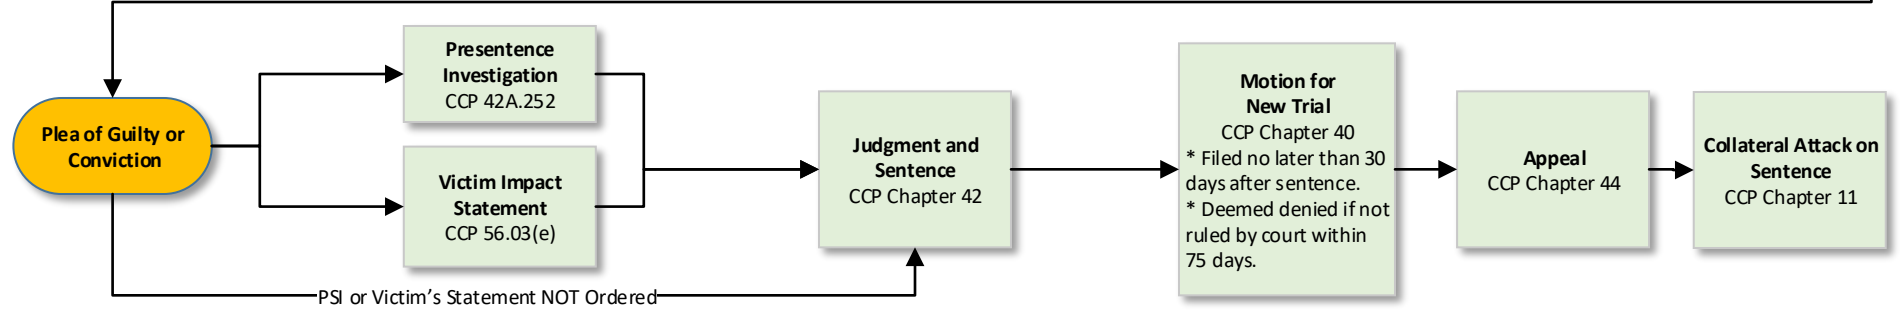 Plea of Guilty or
Conviction
Presentence
Investigation
CCP 42A.252
Victim Impact
Statement
CCP 56.03(e)
PSI or Victim's Statement NOT Ordered
Judgment and
Sentence
CCP Chapter 42
Motion for
New Trial
CCP Chapter 40
* Filed no later than 30
days after sentence.
* Deemed denied if not
ruled by court within
75 days.
Appeal
CCP Chapter 44
Collateral Attack on
Sentence
CCP Chapter 11